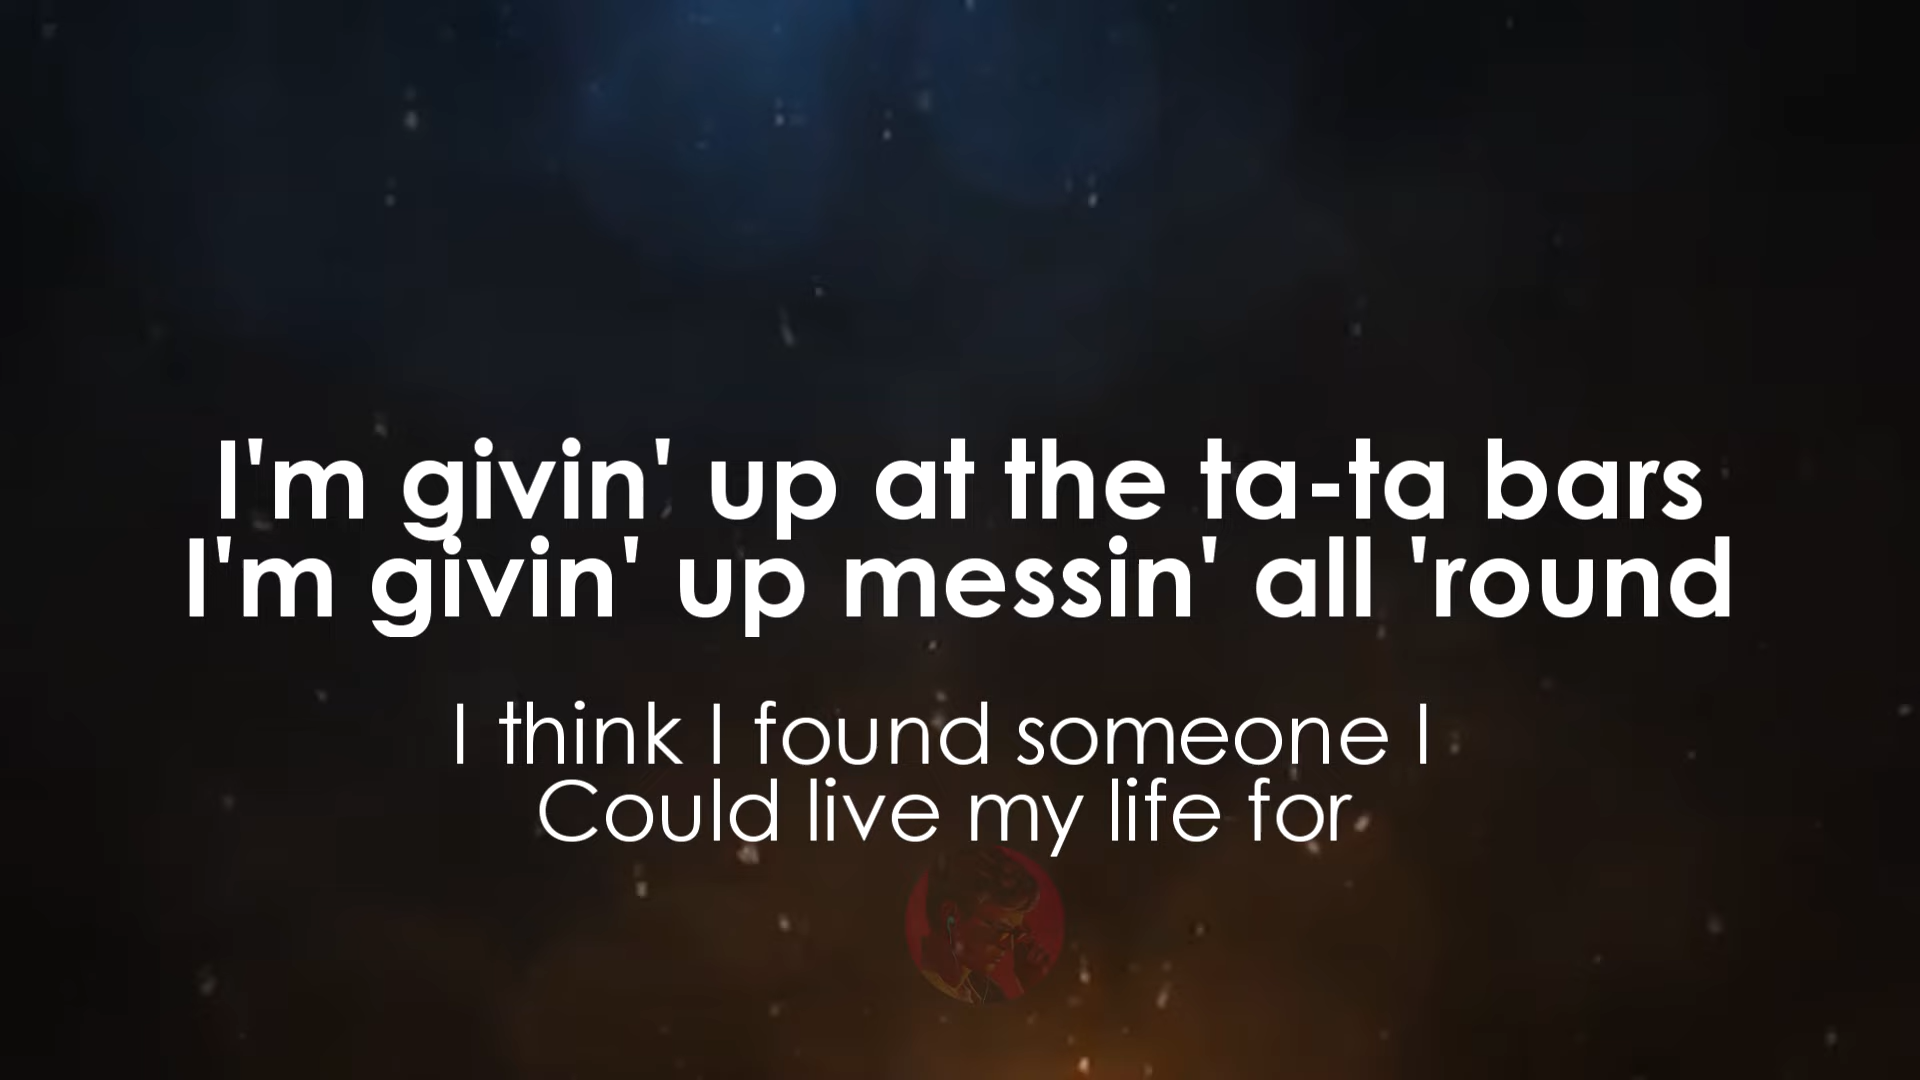 I'm givin' up at the ta-ta bars
I'm givin' up messin' all 'round
I think I found someone I
Could live my life for